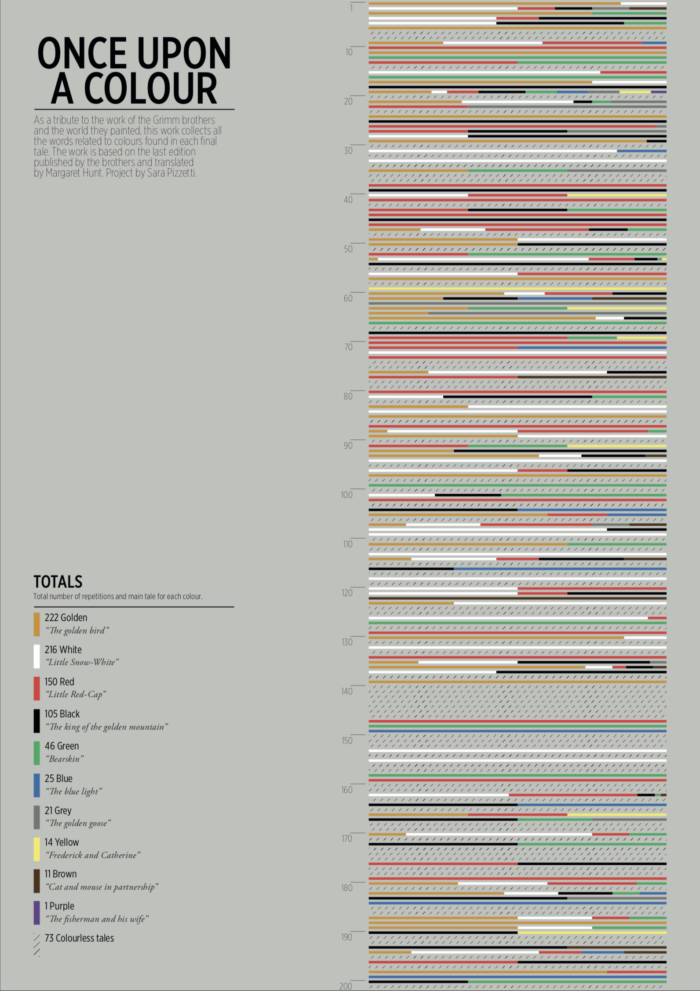 ONCE UPON
A COLOUR
As a tribute to the work of the Grimm brothers
and the world they painted, this work collects all
the words related to colours found in each final
tale. The work is based on the last edition
published by the brothers and translated
by Margaret Hunt. Project by Sara Pizzetti.
TOTALS
Total number of repetitions and main tale for each colour.
222 Golden
"The golden bird"
216 White
"Little Snow-White"
150 Red
"Little Red-Cap"
105 Black
"The king of the golden mountain"
46 Green
"Bearskin"
25 Blue
"The blue light"
21 Grey
"The golden goose"
14 Yellow
"Frederick and Catherine"
11 Brown
"Cat and mouse in partnership"
1 Purple
"The fisherman and his wife"
73 Colourless tales
1
10
20
30
40
50
60
70
80
90
100
110
120
130
140
150
160
170
180
190
200